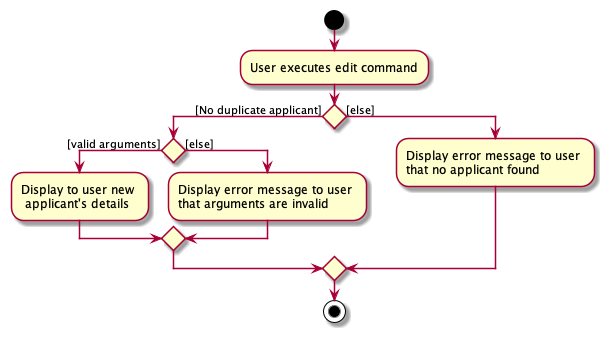 User executes edit command
[No duplicate applicant]
[else]
[valid arguments]
[else]
Display to user new
applicant's details
Display error message to user
that arguments are invalid
Display error message to user
that no applicant found